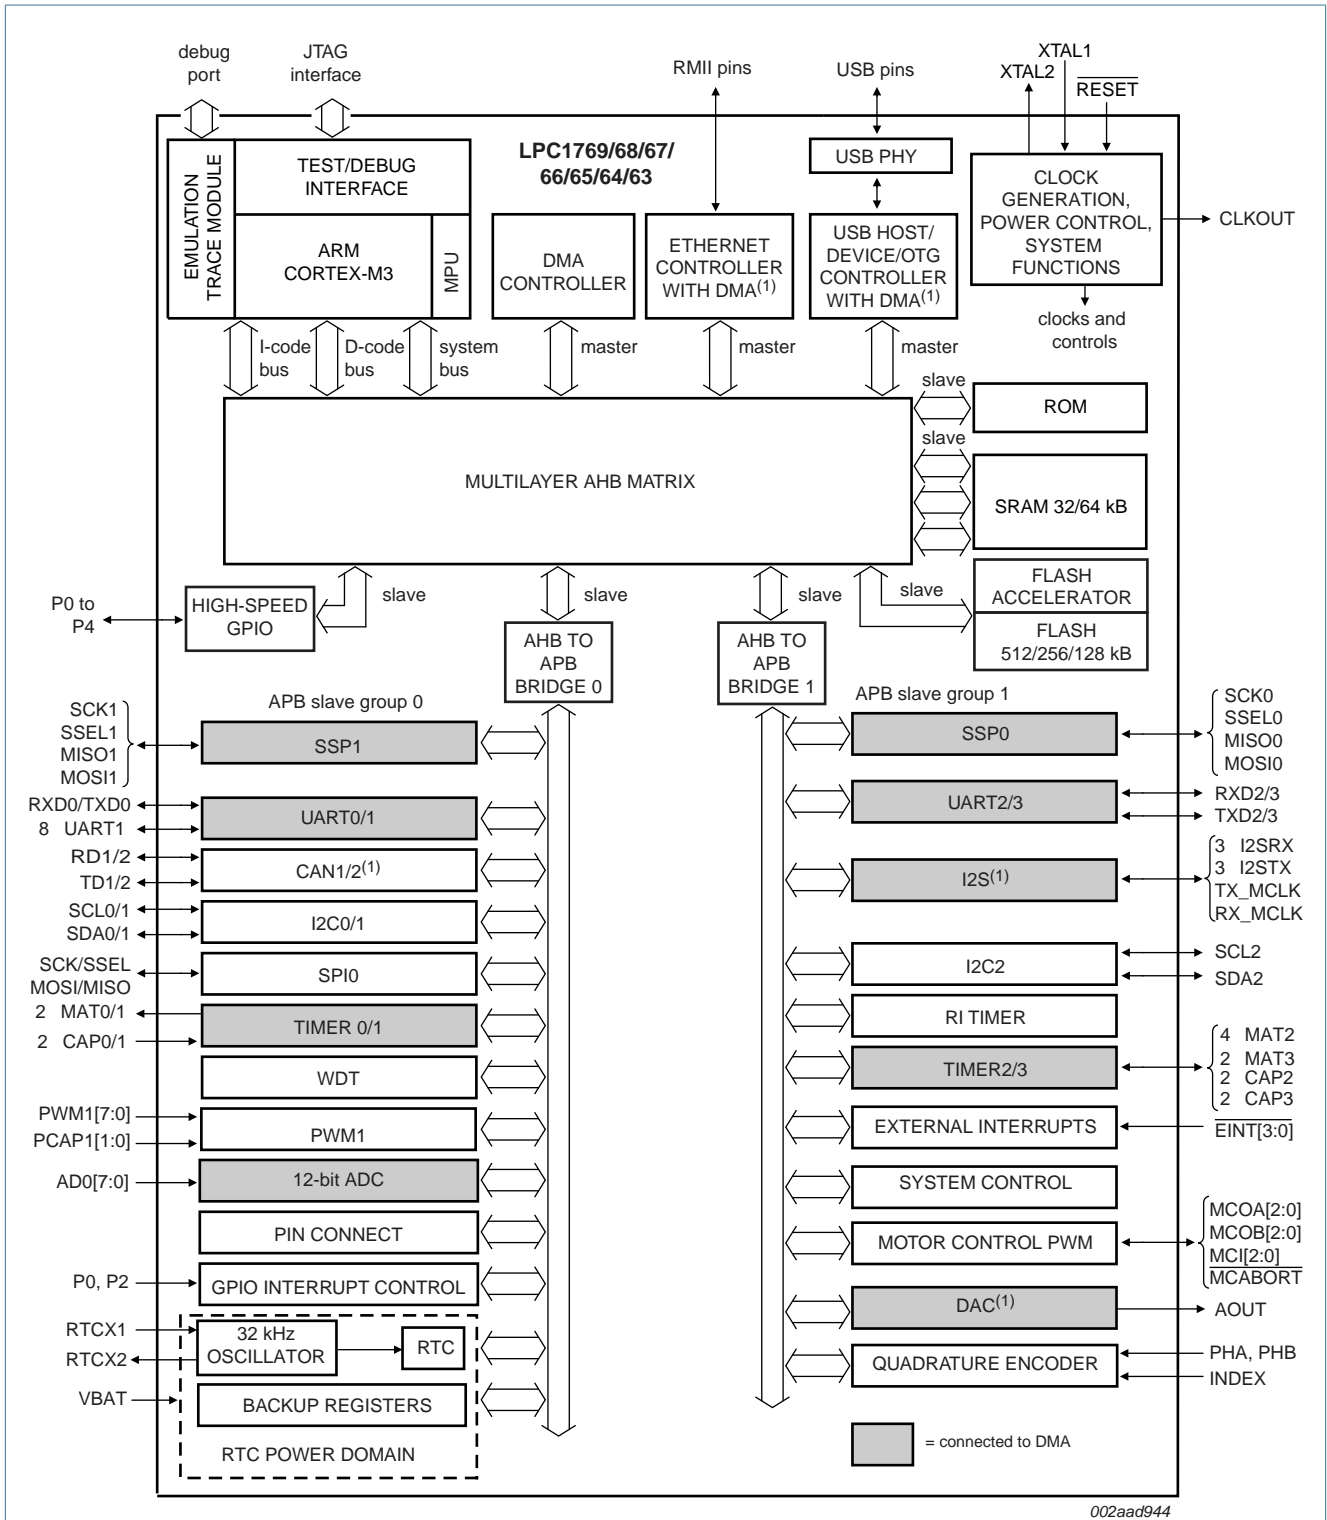 debug
port
JTAG
interface
RMII pins
USB pins
XTAL1
XTAL2
RESET
EMULATION
TRACE MODULE
TEST/DEBUG
INTERFACE
ARM
CORTEX-M3
MPU
LPC1769/68/67/
66/65/64/63
DMA
CONTROLLER
ETHERNET
CONTROLLER
WITH DMA(1)
USB PHY
USB HOST/
DEVICE/OTG
CONTROLLER
WITH DMA(1)
CLOCK
GENERATION,
POWER CONTROL,
SYSTEM
FUNCTIONS
CLKOUT
clocks and
controls
I-code
bus
D-code
bus
system
bus
master
master
master
slave
ROM
slave
SRAM 32/64 kB
MULTILAYER AHB MATRIX
P0 to
P4
HIGH-SPEED
GPIO
slave
slave
slave
slave
FLASH
ACCELERATOR
FLASH
512/256/128 kB
AHB TO
APB
BRIDGE 0
AHB TO
APB
BRIDGE 1
APB slave group 0
SCK1
SSEL1
MISO1
MOSI1
SSP1
RXD0/TXD0
8 UART1
UART0/1
RD1/2
TD1/2
CAN1/2(1)
SCL0/1
SDA0/1
I2C0/1
SCK/SSEL
MOSI/MISO
SPI0
2 MAT0/1
2 CAP0/1
TIMER 0/1
WDT
PWM1[7:0]
PCAP1[1:0]
PWM1
AD0[7:0]
12-bit ADC
PIN CONNECT
P0, P2
GPIO INTERRUPT CONTROL
RTCX1
RTCX2
32 kHz
OSCILLATOR
RTC
VBAT
BACKUP REGISTERS
RTC POWER DOMAIN
APB slave group 1
SSP0
SCK0
SSEL0
MISO0
MOSI0
UART2/3
RXD2/3
TXD2/3
I2S(1)
3 I2SRX
3 I2STX
TX_MCLK
RX_MCLK
I2C2
SCL2
SDA2
RI TIMER
TIMER2/3
4 MAT2
2 MAT3
2 CAP2
2 CAP3
EXTERNAL INTERRUPTS
EINT[3:0]
SYSTEM CONTROL
MOTOR CONTROL PWM
MCOA[2:0]
MCOB[2:0]
MCI[2:0]
MCABORT
DAC(1)
AOUT
QUADRATURE ENCODER
PHA, PHB
INDEX
= connected to DMA
002aad944